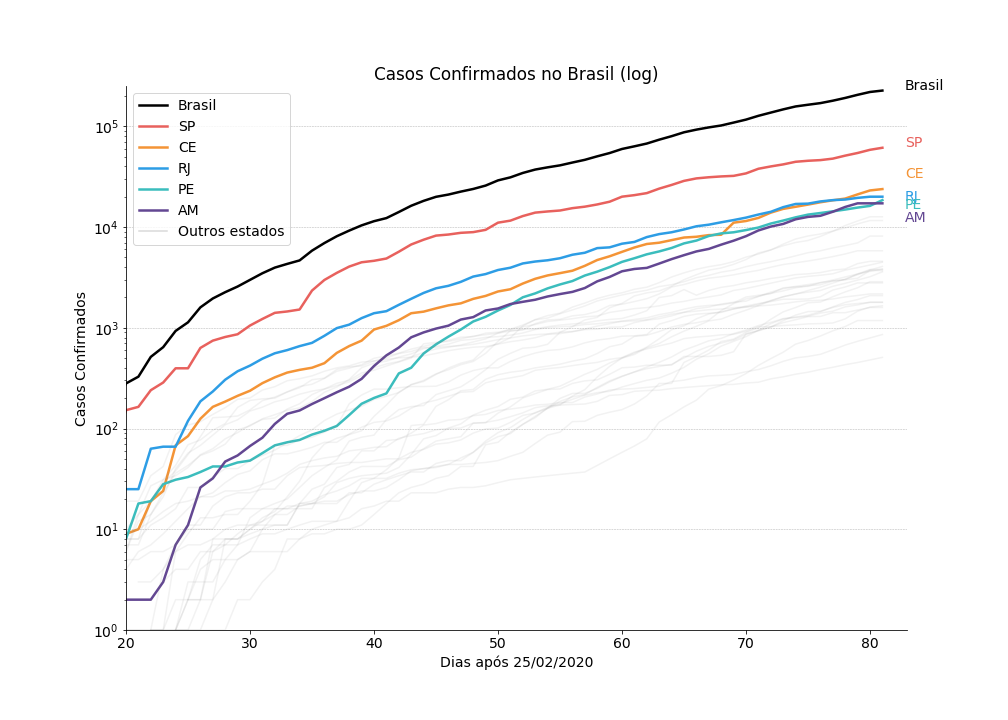 Casos Confirmados no Brasil (log)
Brasil
SP
CE
RJ
PE
AM
Outros estados
Brasil
SP
CE
RJ
PE
AM
Casos Confirmados
10^5
10^4
10^3
10^2
10^1
10^0
20 30 40 50 60 70 80
Dias após 25/02/2020